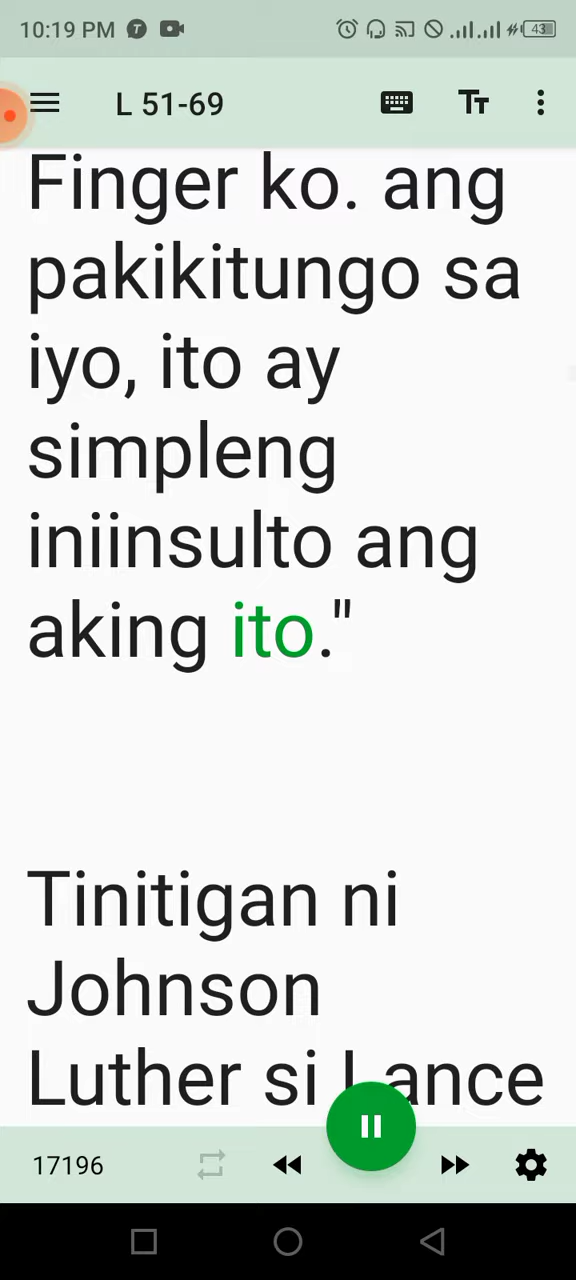 10:19 PM
43
L 51-69
Finger ko. ang
pakikitungo sa
iyo, ito ay
simpleng
iniinsulto ang
aking ito."
Tinitigan ni
Johnson
Luther si Lance
17196